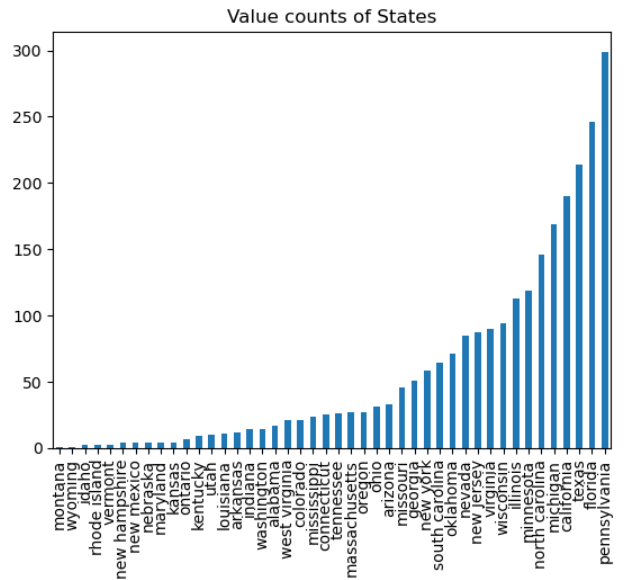 Value counts of States
300
250
200
150
100
50
0
montana
wyoming
idaho
rhode island
vermont
new hampshire
new mexico
nebraska
maryland
kansas
ontario
kentucky
utah
louisiana
arkansas
indiana
washington
alabama
west virginia
colorado
mississippi
connecticut
tennessee
massachusetts
oregon
ohio
arizona
missouri
georgia
new york
south carolina
oklahoma
nevada
new jersey
virginia
wisconsin
illinois
minnesota
north carolina
michigan
california
texas
florida
pennsylvania